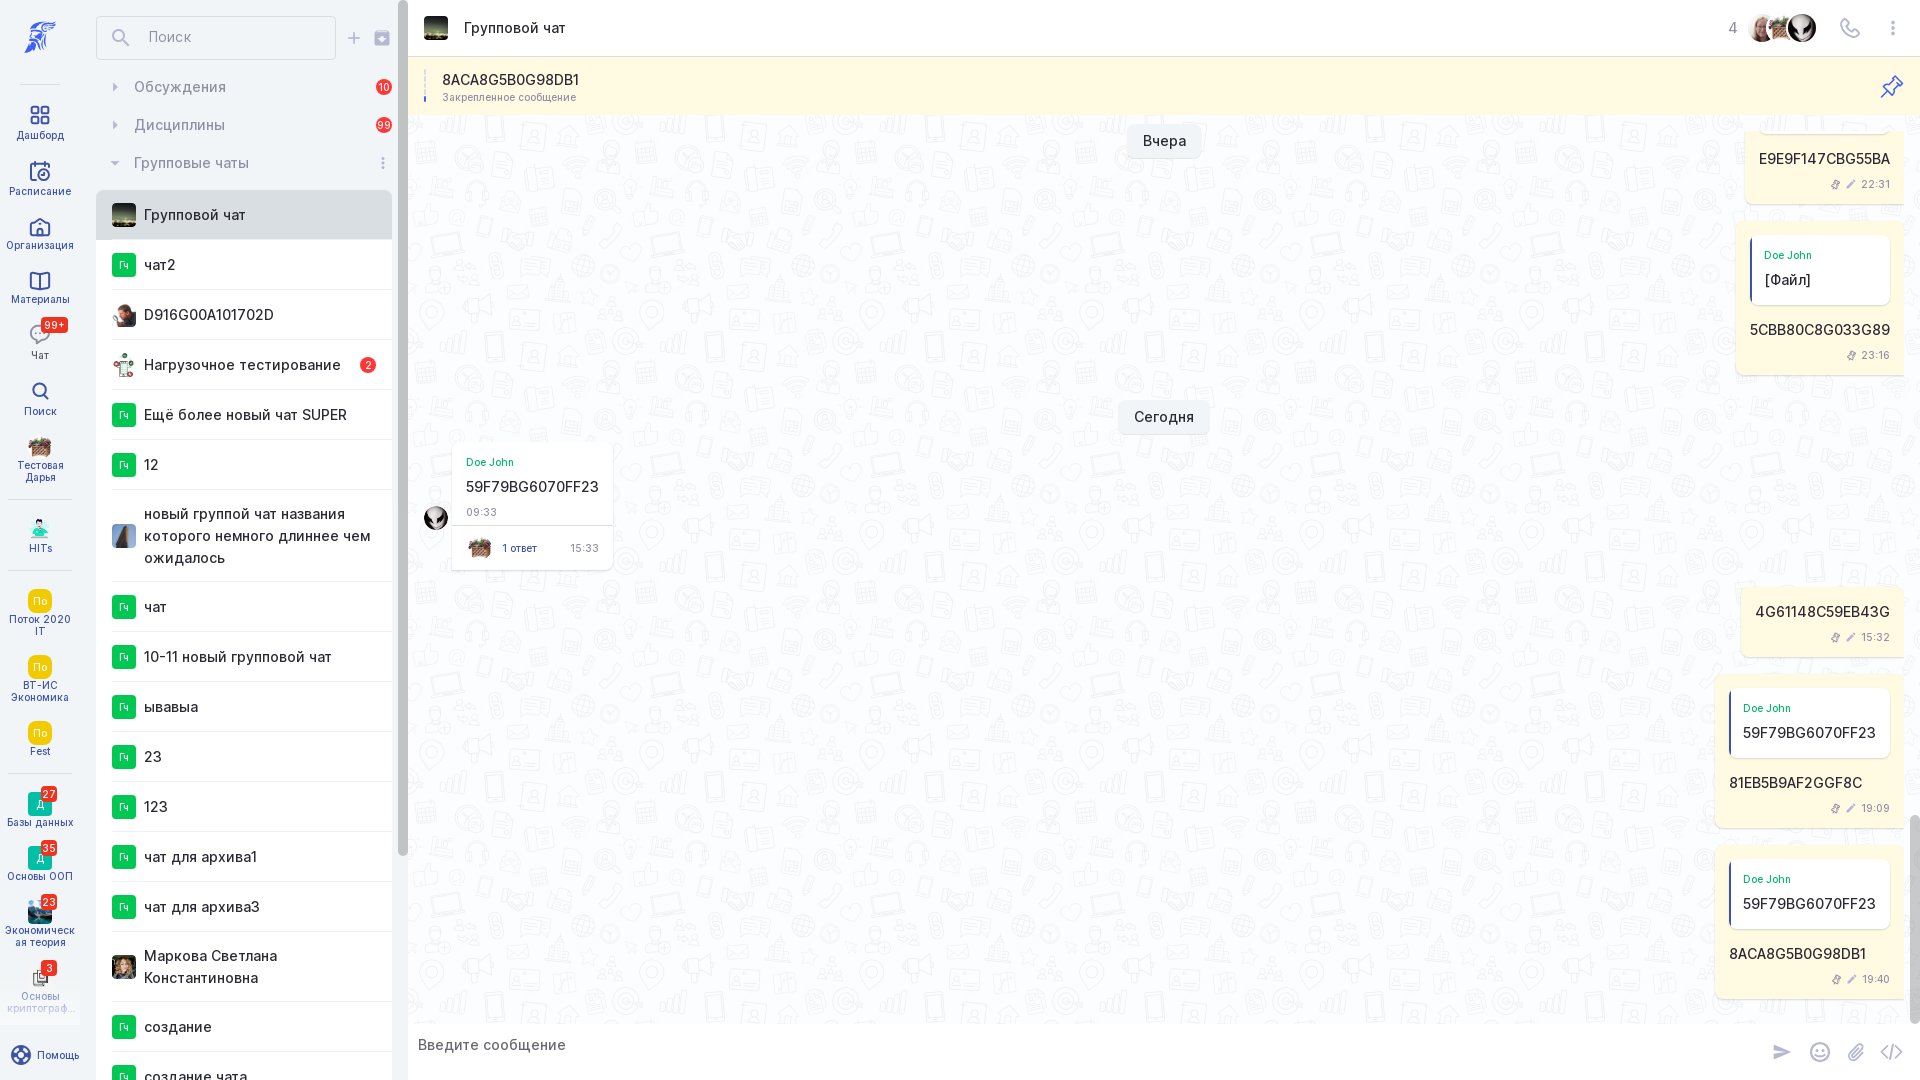 Дашборд
Расписание
Организация
Материалы
99+
Чат
Поиск
Тестовая
Дарья
HITs
По
Поток 2020
IT
По
ВТ-ИС
Экономика
По
Fest
27
Д
Базы данных
35
Д
Основы ООП
23
Экономическ
ая теория
3
Основы
криптограф...
Помощь
Поиск
Обсуждения
10
Дисциплины
99
Групповые чаты
Групповой чат
Гч
чат2
D916G00A101702D
Нагрузочное тестирование
2
Гч
Ещё более новый чат SUPER
Гч
12
новый группой чат названия
которого немного длиннее чем
ожидалось
Гч
чат
Гч
10-11 новый групповой чат
Гч
ывавыа
Гч
23
Гч
123
Гч
чат для архива1
Гч
чат для архива3
Маркова Светлана
Константиновна
Гч
создание
Гч
создание чата
Групповой чат
4
8ACA8G5B0G98DB1
Закрепленное сообщение
Вчера
E9E9F147CBG55BA
22:31
Doe John
[Файл]
5CBB80C8G033G89
23:16
Сегодня
Doe John
59F79BG6070FF23
09:33
1 ответ
15:33
4G61148C59EB43G
15:32
Doe John
59F79BG6070FF23
81EB5B9AF2GGF8C
19:09
Doe John
59F79BG6070FF23
8ACA8G5B0G98DB1
19:40
Введите сообщение